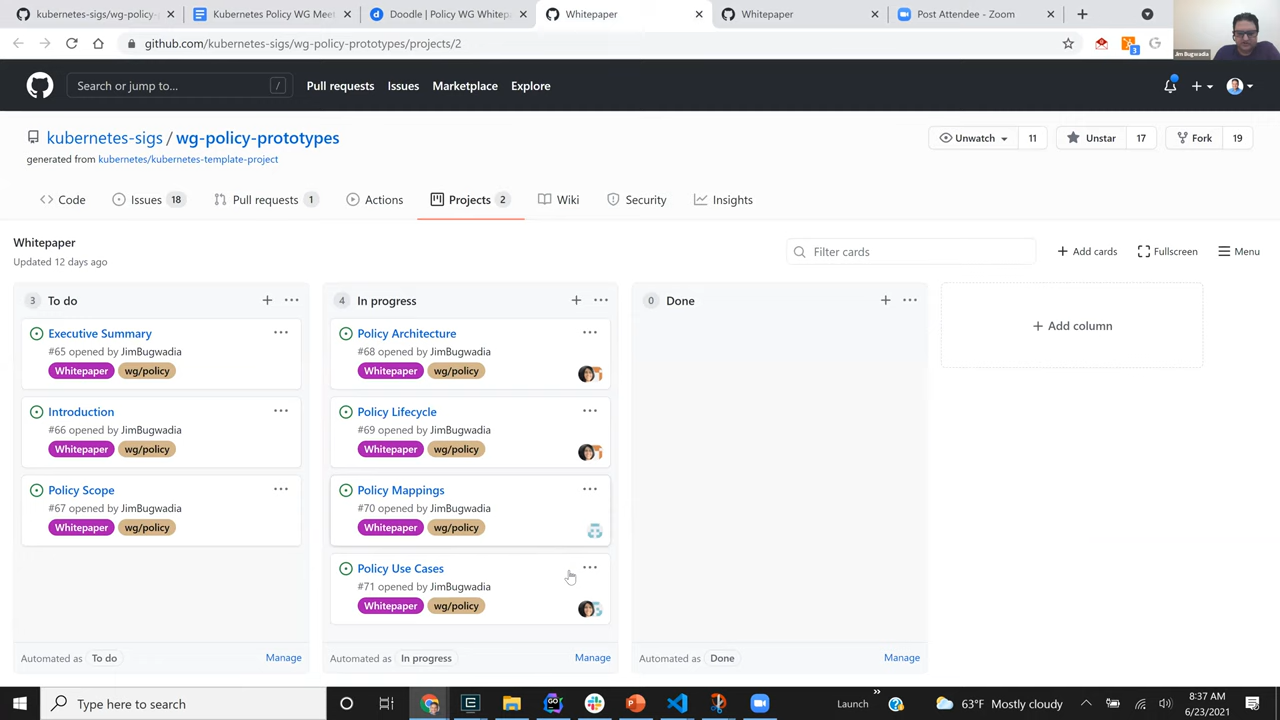 kubernetes-sigs/wg-policy-
Kubernetes Policy WG Mee
Doodle | Policy WG Whitep
Whitepaper
Whitepaper
Post Attendee - Zoom
github.com/kubernetes-sigs/wg-policy-prototypes/projects/2
3
Jim Bugwadia
Search or jump to...
/
Pull requests
Issues
Marketplace
Explore
kubernetes-sigs / wg-policy-prototypes
Unwatch
11
Unstar
17
Fork
19
generated from kubernetes/kubernetes-template-project
Code
Issues 18
Pull requests 1
Actions
Projects 2
Wiki
Security
Insights
Whitepaper
Updated 12 days ago
Filter cards
Add cards
Fullscreen
Menu
3 To do
Executive Summary
#65 opened by JimBugwadia
Whitepaper wg/policy
Introduction
#66 opened by JimBugwadia
Whitepaper wg/policy
Policy Scope
#67 opened by JimBugwadia
Whitepaper wg/policy
Automated as To do
Manage
4 In progress
Policy Architecture
#68 opened by JimBugwadia
Whitepaper wg/policy
Policy Lifecycle
#69 opened by JimBugwadia
Whitepaper wg/policy
Policy Mappings
#70 opened by JimBugwadia
Whitepaper wg/policy
Policy Use Cases
#71 opened by JimBugwadia
Whitepaper wg/policy
Automated as In progress
Manage
0 Done
Automated as Done
Manage
Add column
Type here to search
Launch
63°F Mostly cloudy
8:37 AM
6/23/2021